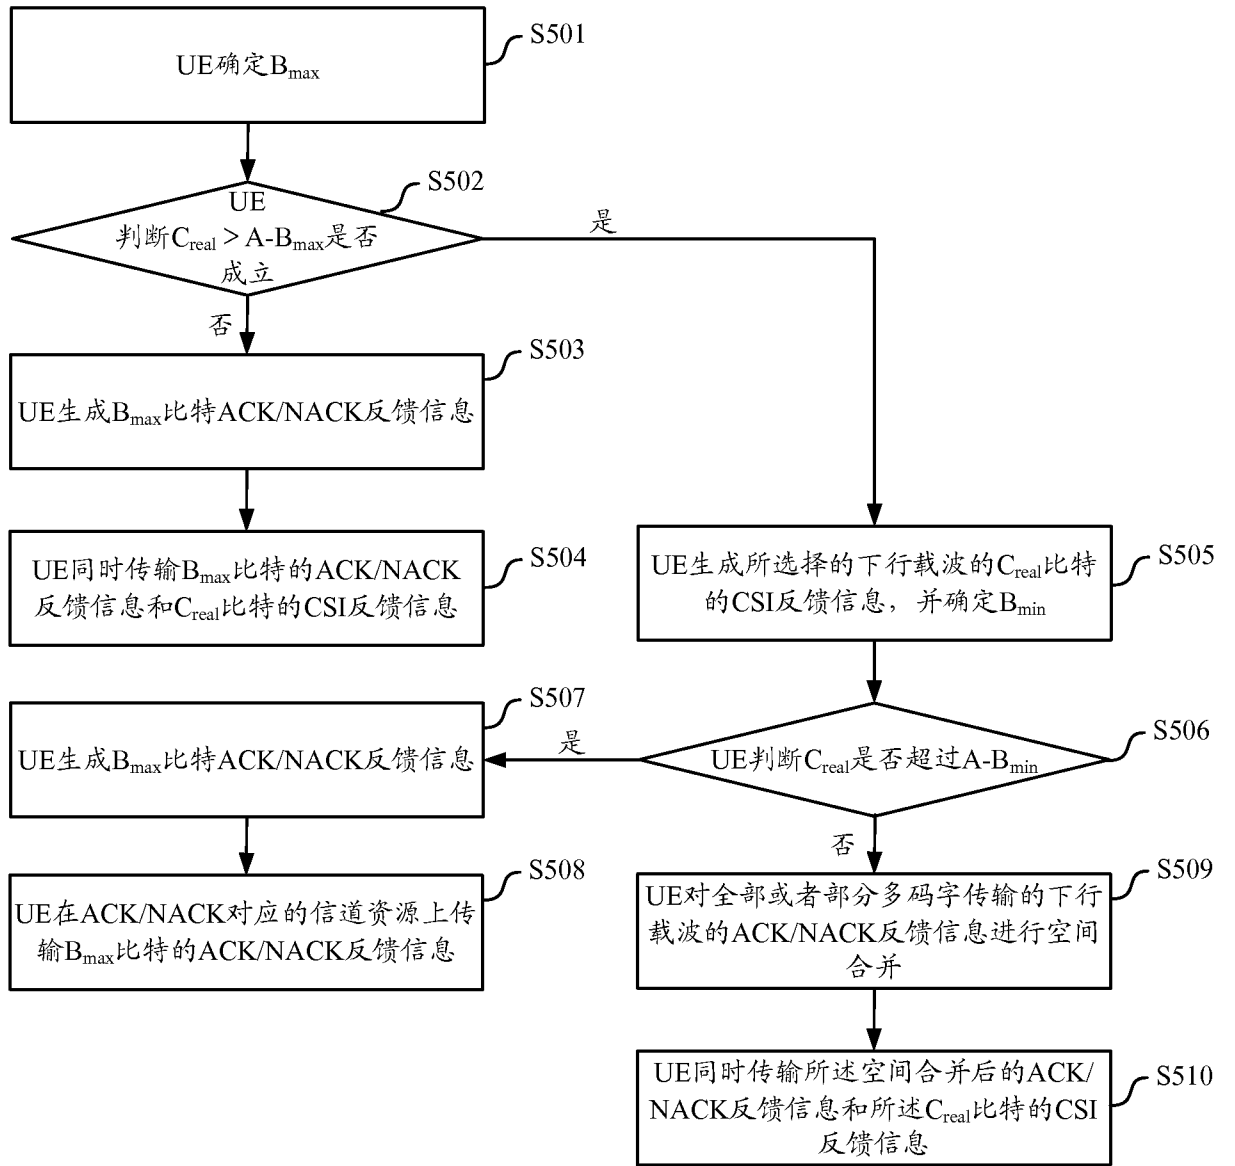 S501
UE确定Bmax
S502
UE
判断Creal > A-Bmax是否
成立
是
否
S503
UE生成Bmax比特ACK/NACK反馈信息
S504
UE同时传输Bmax比特的ACK/NACK
反馈信息和Creal比特的CSI反馈信息
S505
UE生成所选择的下行载波的Creal比特
的CSI反馈信息，并确定Bmin
S506
UE判断Creal是否超过A-Bmin
是
否
S507
UE生成Bmax比特ACK/NACK反馈信息
S508
UE在ACK/NACK对应的信道资源上传
输Bmax比特的ACK/NACK反馈信息
S509
UE对全部或者部分多码字传输的下行
载波的ACK/NACK反馈信息进行空间
合并
S510
UE同时传输所述空间合并后的ACK/
NACK反馈信息和所述Creal比特的CSI
反馈信息